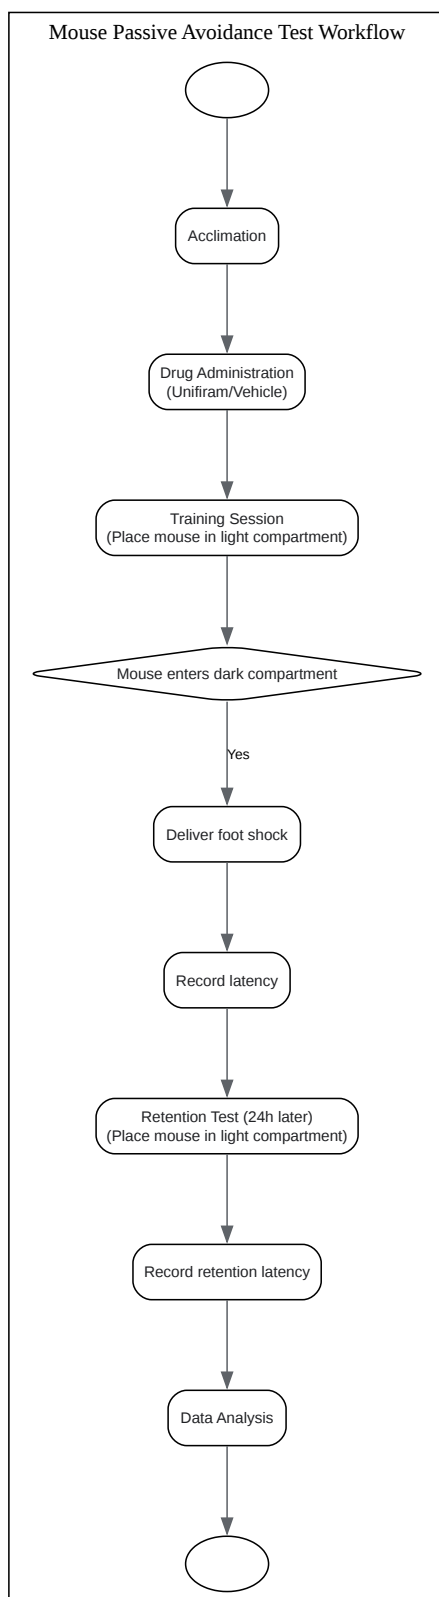 Mouse Passive Avoidance Test Workflow
Acclimation
Drug Administration
(Unifiram/Vehicle)
Training Session
(Place mouse in light compartment)
Mouse enters dark compartment
Yes
Deliver foot shock
Record latency
Retention Test (24h later)
(Place mouse in light compartment)
Record retention latency
Data Analysis